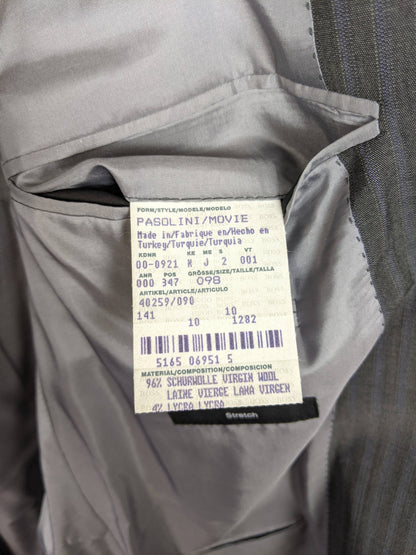 FORM/STYLE/MODELE/MODELO
PASOLINI/MOVIE
Made in/Fabrique en/Hecho en
Turkey/Turquie/Turquia
KDNR KE ME S V
00-0921 N J 2 001
ANR POS GRÖSSE/SIZE/TAILLE/TALLA
000 347 098
ARTIKEL/ARTICLE/ARTICULO
40259/090
141 10
10 1282
5165 06951 5
MATERIAL/COMPOSITION/COMPOSICION
96% SCHURWOLLE VIRGIN WOOL
LAINE VIERGE LANA VIRGEN
4% LYCRA LYCRA
Stretch